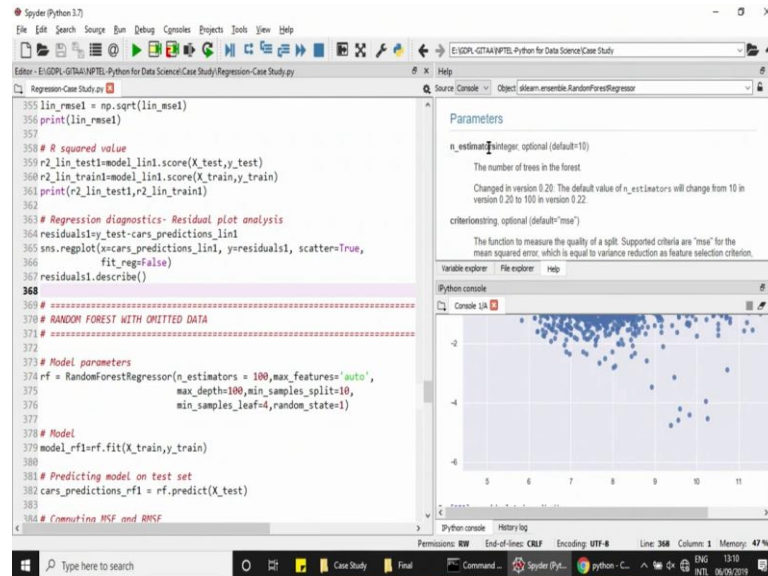 Spyder (Python 3.7)
File Edit Search Source Run Debug Consoles Projects Tools View Help
E:\GDPL-GITAA\NPTEL-Python for Data Science\Case Study
Editor - E:\GDPL-GITAA\NPTEL-Python for Data Science\Case Study\Regression-Case Study.py
Regression-Case Study.py
355 lin_rmse1 = np.sqrt(lin_mse1)
356 print(lin_rmse1)
357
358 # R squared value
359 r2_lin_test1=model_lin1.score(X_test,y_test)
360 r2_lin_train1=model_lin1.score(X_train,y_train)
361 print(r2_lin_test1,r2_lin_train1)
362
363 # Regression diagnostics- Residual plot analysis
364 residuals1=y_test-cars_predictions_lin1
365 sns.regplot(x=cars_predictions_lin1, y=residuals1, scatter=True,
366 fit_reg=False)
367 residuals1.describe()
368
369 # =============================================================
370 # RANDOM FOREST WITH OMITTED DATA
371 # =============================================================
372
373 # Model parameters
374 rf = RandomForestRegressor(n_estimators = 100,max_features='auto',
375 max_depth=100,min_samples_split=10,
376 min_samples_leaf=4,random_state=1)
377
378 # Model
379 model_rf1=rf.fit(X_train,y_train)
380
381 # Predicting model on test set
382 cars_predictions_rf1 = rf.predict(X_test)
383
384 # Computing MSE and RMSE
Help
Source Console Object sklearn.ensemble.RandomForestRegressor
Parameters
n_estimatorsinteger, optional (default=10)
The number of trees in the forest.
Changed in version 0.20: The default value of n_estimators will change from 10 in
version 0.20 to 100 in version 0.22.
criterionstring, optional (default="mse")
The function to measure the quality of a split. Supported criteria are "mse" for the
mean squared error, which is equal to variance reduction as feature selection criterion,
Variable explorer File explorer Help
IPython console
Console 1/A
-2
-4
-6
5 6 7 8 9 10 11
IPython console History log
Permissions: RW End-of-lines: CRLF Encoding: UTF-8 Line: 368 Column: 1 Memory: 47 %
Type here to search
Case Study Final Command ... Spyder (Pyt... python - C...
ENG 13:10
INTL 06/09/2019